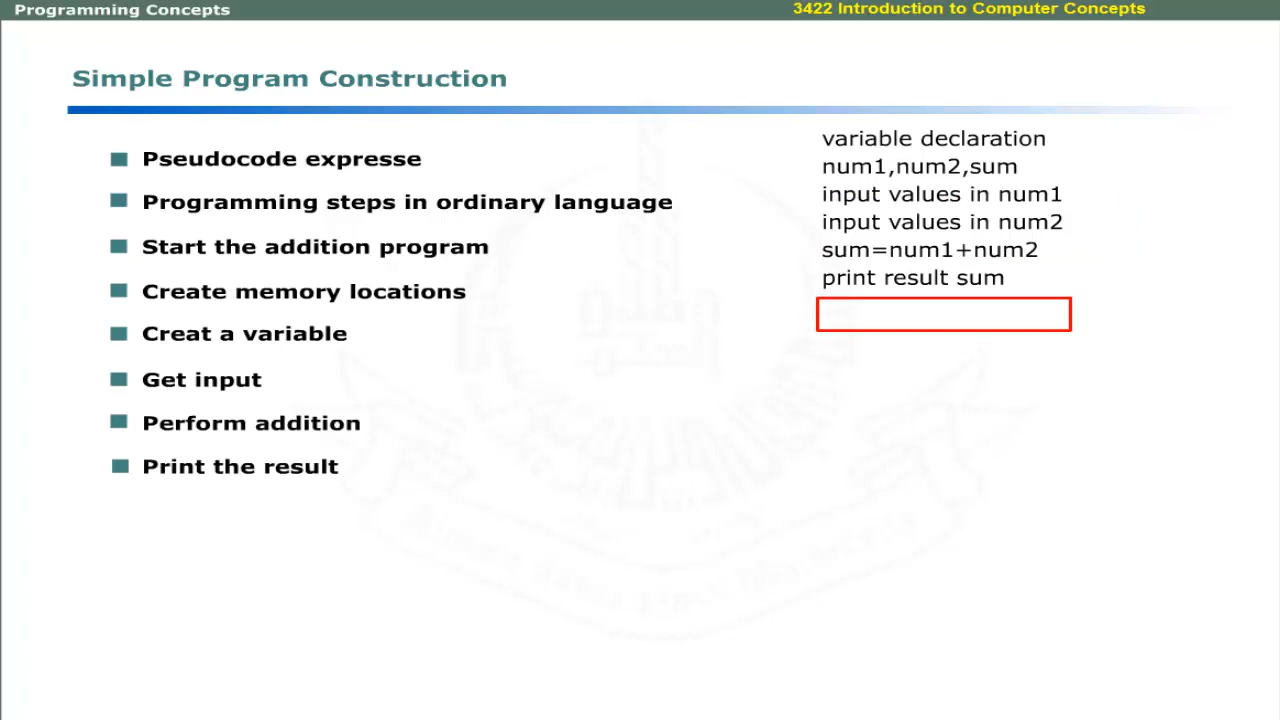 Programming Concepts
3422 Introduction to Computer Concepts
Simple Program Construction
Pseudocode expresse
Programming steps in ordinary language
Start the addition program
Create memory locations
Creat a variable
Get input
Perform addition
Print the result
variable declaration
num1,num2,sum
input values in num1
input values in num2
sum=num1+num2
print result sum